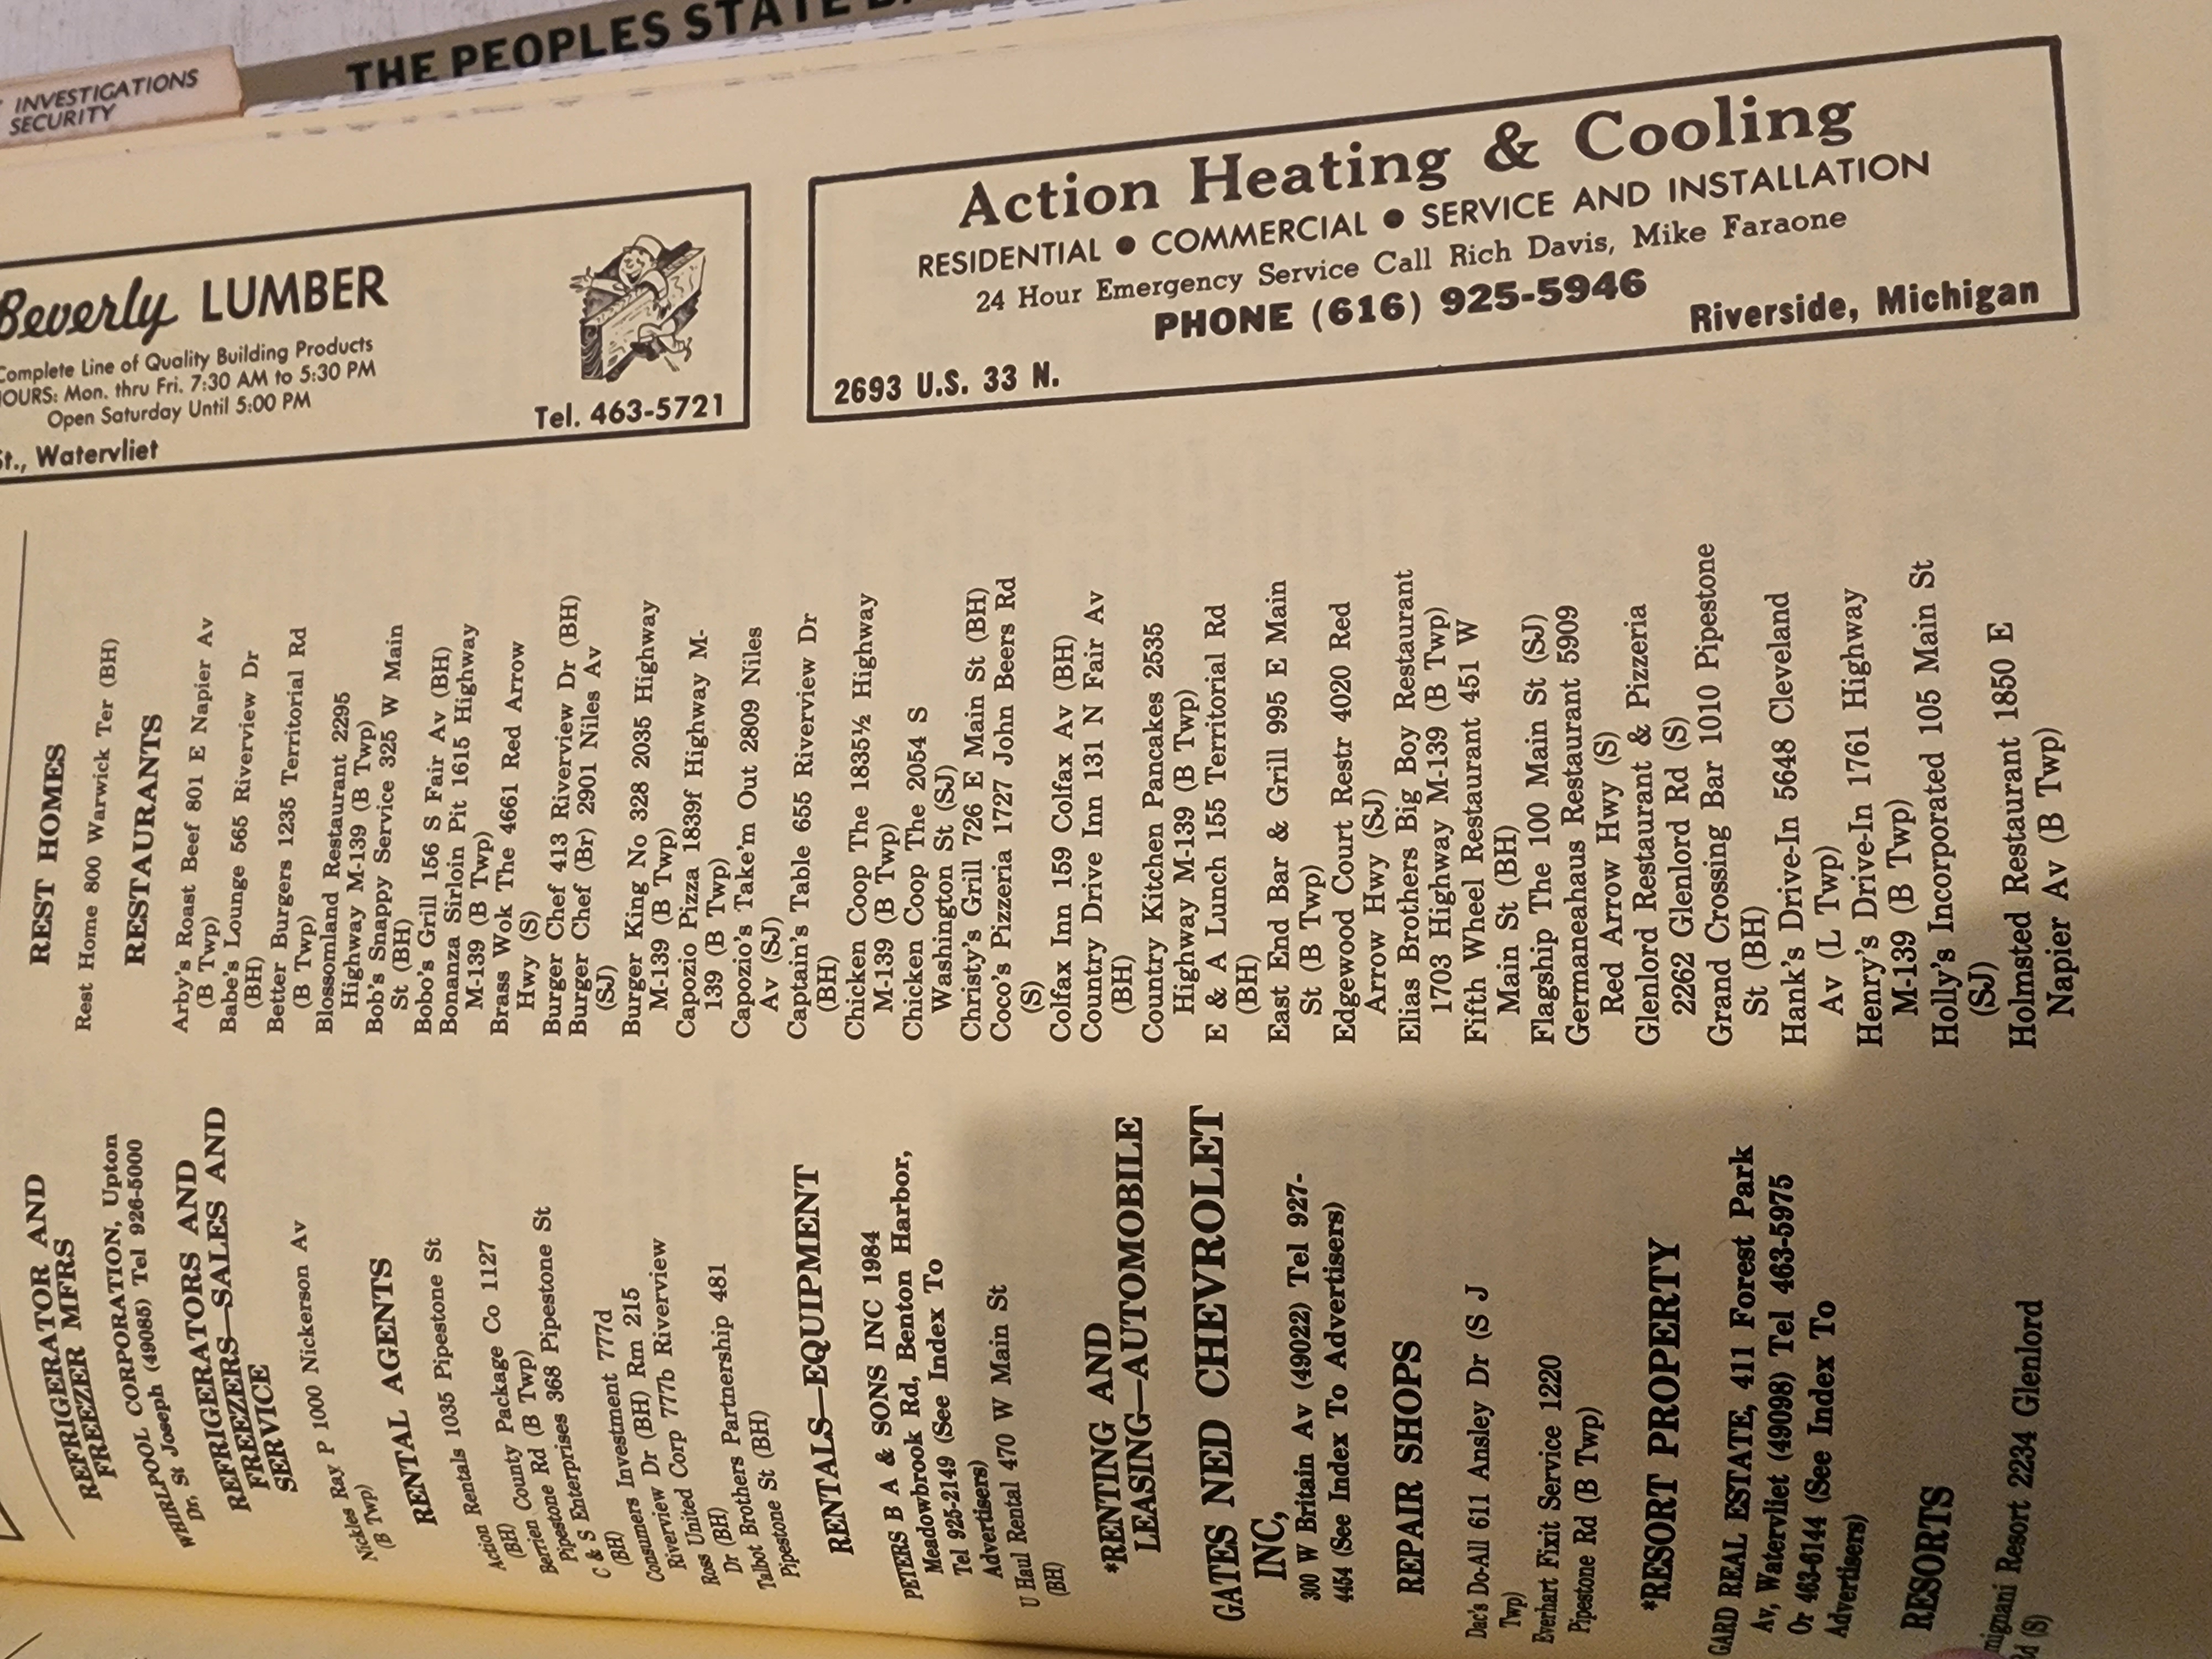 INVESTIGATIONS
SECURITY
THE PEOPLES STATE
Beverly LUMBER
Complete Line of Quality Building Products
HOURS: Mon. thru Fri. 7:30 AM to 5:30 PM
Open Saturday Until 5:00 PM
Tel. 463-5721
St., Watervliet
Action Heating & Cooling
RESIDENTIAL ● COMMERCIAL ● SERVICE AND INSTALLATION
24 Hour Emergency Service Call Rich Davis, Mike Faraone
PHONE (616) 925-5946
2693 U.S. 33 N.
Riverside, Michigan
REFRIGERATOR AND
FREEZER MFRS
WHIRLPOOL CORPORATION, Upton
Dr, St Joseph (49085) Tel 926-5000
REFRIGERATORS AND
FREEZERS—SALES AND
SERVICE
Nickles Ray P 1000 Nickerson Av
(B Twp)
RENTAL AGENTS
Action Rentals 1035 Pipestone St
(BH)
Berrien County Package Co 1127
Pipestone Rd (B Twp)
C & S Enterprises 368 Pipestone St
(BH)
Consumers Investment 777d
Riverview Dr (BH) Rm 215
Ross United Corp 777b Riverview
Dr (BH)
Talbot Brothers Partnership 481
Pipestone St (BH)
RENTALS—EQUIPMENT
PETERS B A & SONS INC 1984
Meadowbrook Rd, Benton Harbor,
Tel 925-2149 (See Index To
Advertisers)
U Haul Rental 470 W Main St
(BH)
*RENTING AND
LEASING—AUTOMOBILE
GATES NED CHEVROLET
INC,
300 W Britain Av (49022) Tel 927-
4454 (See Index To Advertisers)
REPAIR SHOPS
Dac's Do-All 611 Ansley Dr (S J
Twp)
Everhart Fixit Service 1220
Pipestone Rd (B Twp)
*RESORT PROPERTY
GARD REAL ESTATE, 411 Forest Park
Av, Watervliet (49098) Tel 463-5975
Or 463-6144 (See Index To
Advertisers)
RESORTS
Resort 2234 Glenlord
Rd (S)
REST HOMES
Rest Home 800 Warwick Ter (BH)
RESTAURANTS
Arby's Roast Beef 801 E Napier Av
(B Twp)
Babe's Lounge 565 Riverview Dr
(BH)
Better Burgers 1235 Territorial Rd
(B Twp)
Blossomland Restaurant 2295
Highway M-139 (B Twp)
Bob's Snappy Service 325 W Main
St (BH)
Bobo's Grill 156 S Fair Av (BH)
Bonanza Sirloin Pit 1615 Highway
M-139 (B Twp)
Brass Wok The 4661 Red Arrow
Hwy (S)
Burger Chef 413 Riverview Dr (BH)
Burger Chef (Br) 2901 Niles Av
(SJ)
Burger King No 328 2035 Highway
M-139 (B Twp)
Capozio Pizza 1839f Highway M-
139 (B Twp)
Capozio's Take'm Out 2809 Niles
Av (SJ)
Captain's Table 655 Riverview Dr
(BH)
Chicken Coop The 1835½ Highway
M-139 (B Twp)
Chicken Coop The 2054 S
Washington St (SJ)
Christy's Grill 726 E Main St (BH)
Coco's Pizzeria 1727 John Beers Rd
(S)
Colfax Inn 159 Colfax Av (BH)
Country Drive Inn 131 N Fair Av
(BH)
Country Kitchen Pancakes 2535
Highway M-139 (B Twp)
E & A Lunch 155 Territorial Rd
(BH)
East End Bar & Grill 995 E Main
St (B Twp)
Edgewood Court Restr 4020 Red
Arrow Hwy (SJ)
Elias Brothers Big Boy Restaurant
1703 Highway M-139 (B Twp)
Fifth Wheel Restaurant 451 W
Main St (BH)
Flagship The 100 Main St (SJ)
Germaneahaus Restaurant 5909
Red Arrow Hwy (S)
Glenlord Restaurant & Pizzeria
2262 Glenlord Rd (S)
Grand Crossing Bar 1010 Pipestone
St (BH)
Hank's Drive-In 5648 Cleveland
Av (L Twp)
Henry's Drive-In 1761 Highway
M-139 (B Twp)
Holly's Incorporated 105 Main St
(SJ)
Holmsted Restaurant 1850 E
Napier Av (B Twp)